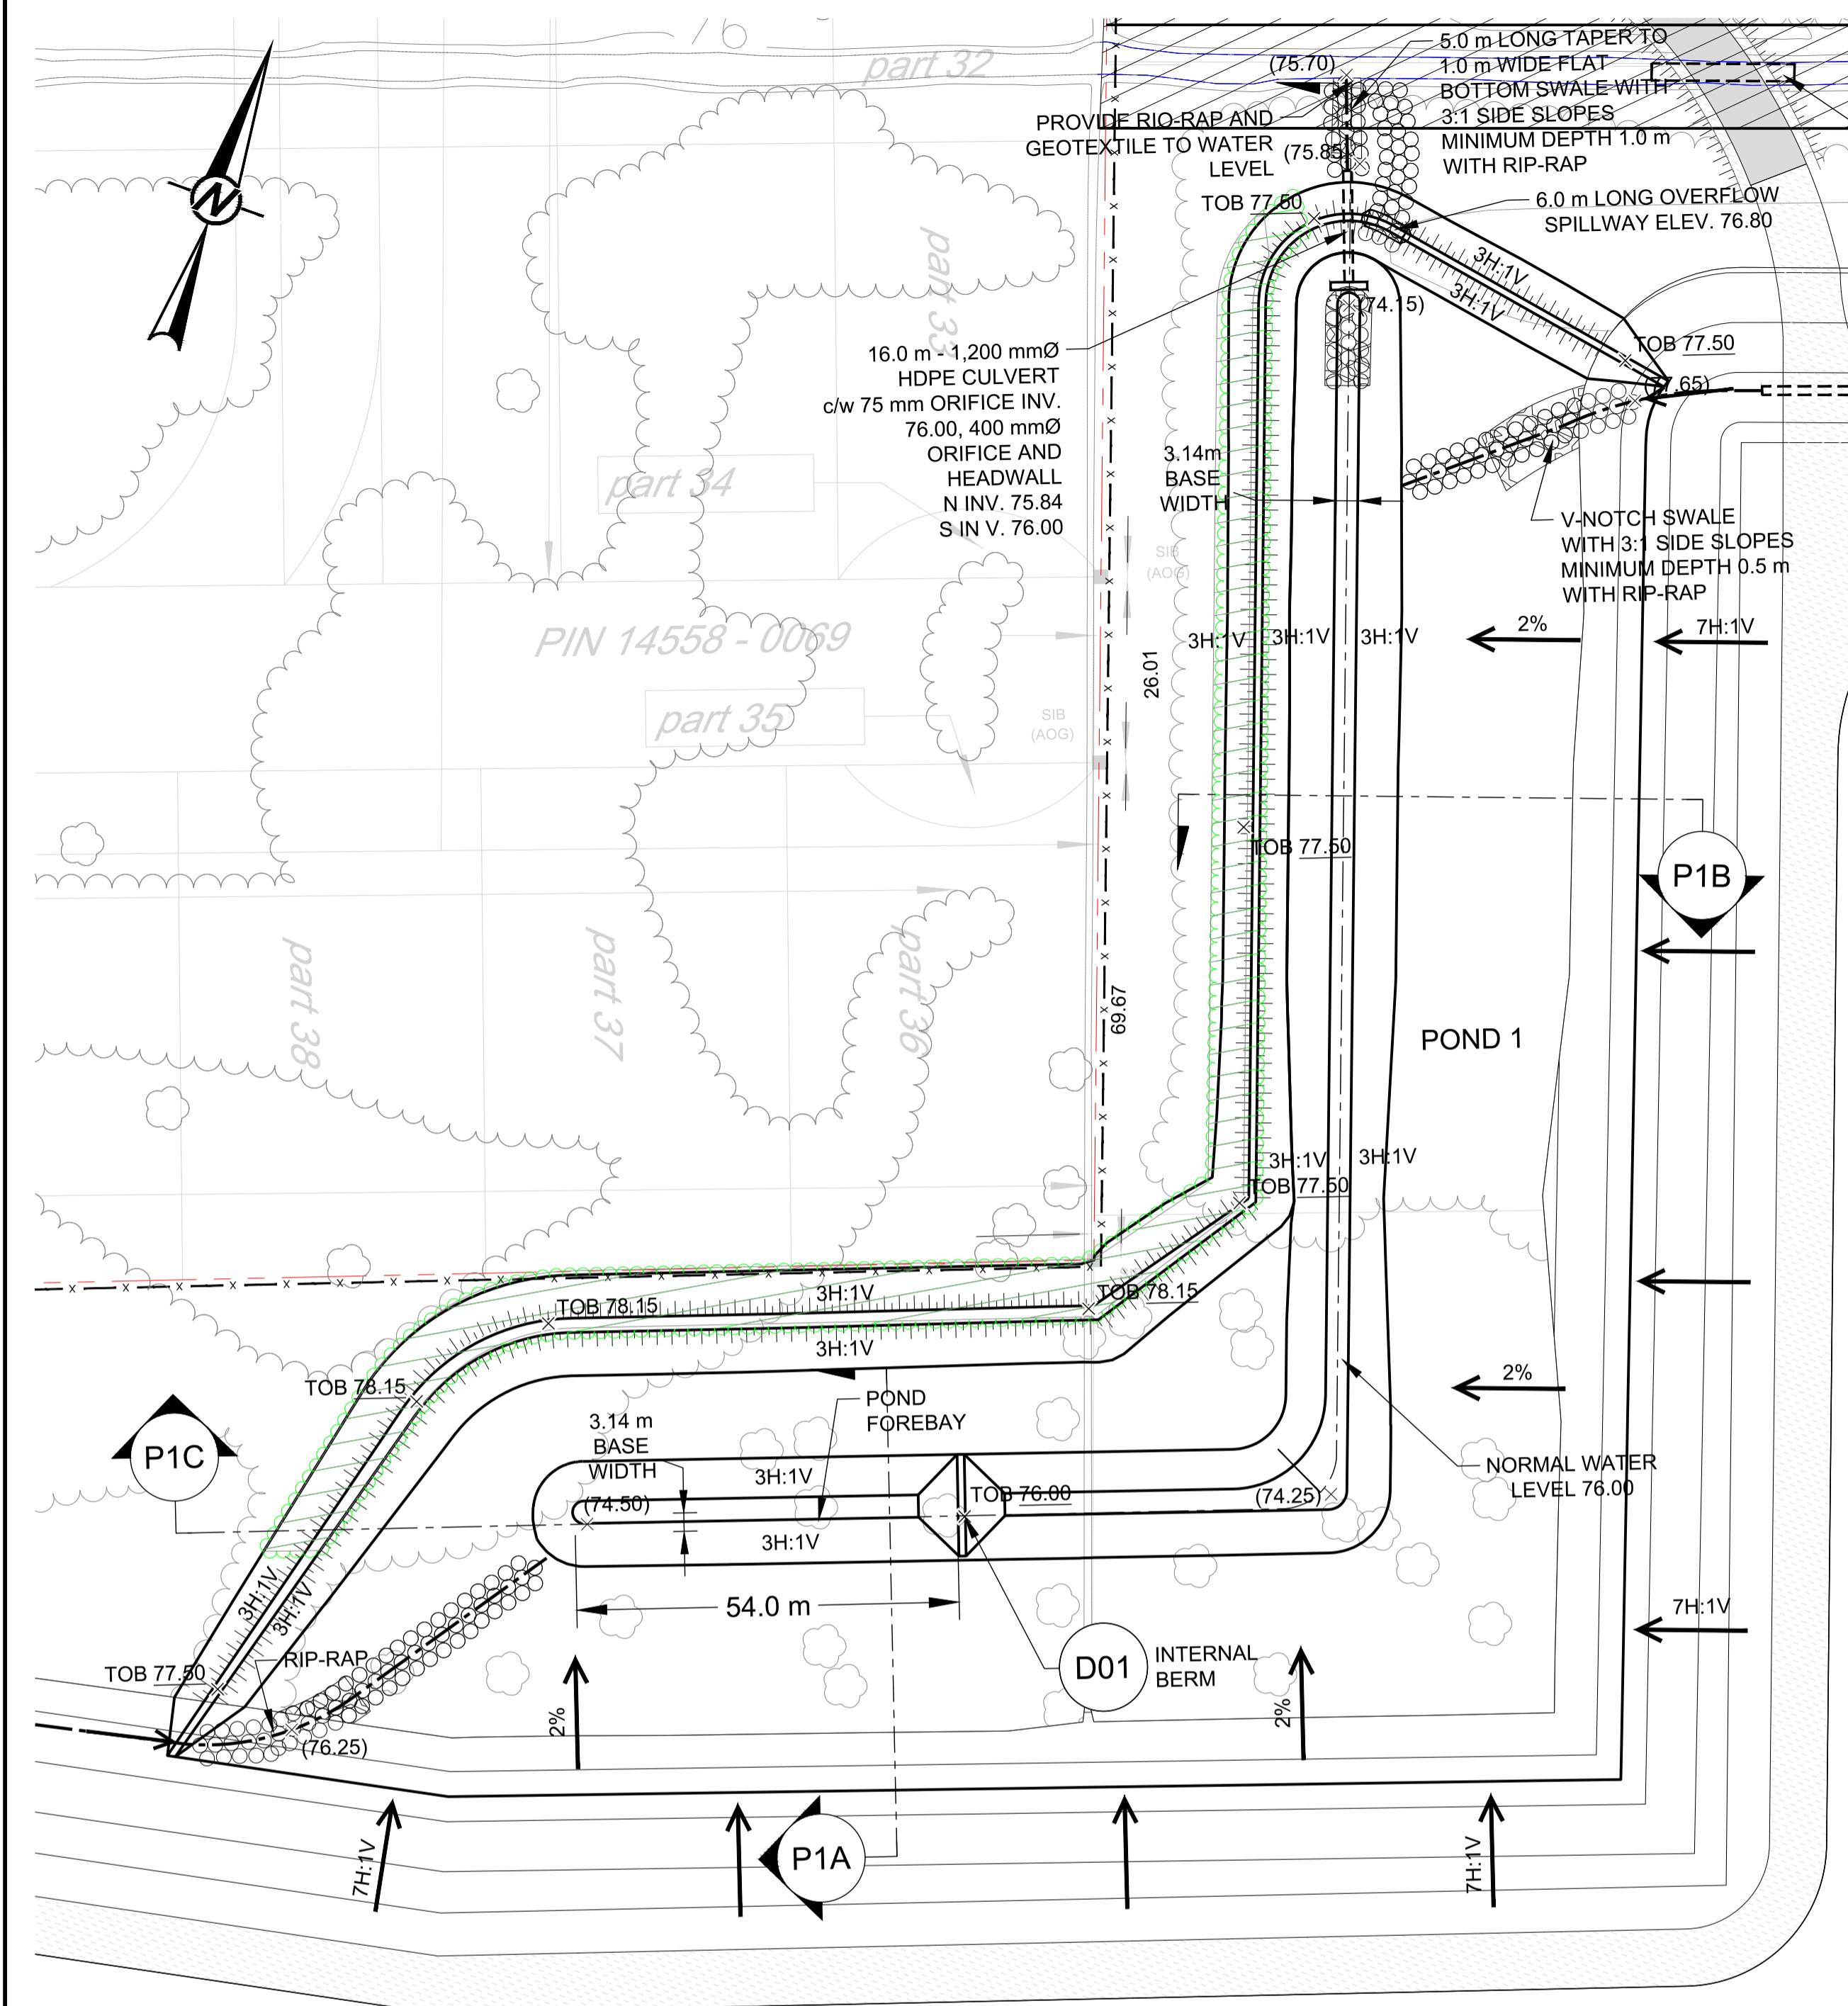 76
part 32
(75.70)
5.0 m LONG TAPER TO
1.0 m WIDE FLAT
BOTTOM SWALE WITH
3:1 SIDE SLOPES
MINIMUM DEPTH 1.0 m
WITH RIP-RAP
PROVIDE RIO-RAP AND
GEOTEXTILE TO WATER
LEVEL
(75.85)
N
TOB 77.50
6.0 m LONG OVERFLOW
SPILLWAY ELEV. 76.80
part 33
3H:1V
3H:1V
(74.15)
TOB 77.50
16.0 m - 1,200 mmØ
HDPE CULVERT
c/w 75 mm ORIFICE INV.
76.00, 400 mmØ
ORIFICE AND
HEADWALL
N INV. 75.84
S IN V. 76.00
part 34
3.14m
BASE
WIDTH
V-NOTCH SWALE
WITH 3:1 SIDE SLOPES
MINIMUM DEPTH 0.5 m
WITH RIP-RAP
SIB
(AOG)
PIN 14558 - 0069
3H:1V
3H:1V
3H:1V
2%
7H:1V
26.01
part 35
SIB
(AOG)
TOB 77.50
P1B
part 38
part 37
part 36
69.67
POND 1
3H:1V
3H:1V
TOB 77.50
3H:1V
TOB 78.15
TOB 78.15
3H:1V
TOB 78.15
2%
POND
FOREBAY
P1C
3.14 m
BASE
WIDTH
3H:1V
(74.50)
3H:1V
TOB 76.00
(74.25)
NORMAL WATER
LEVEL 76.00
54.0 m
3H:1V
3H:1V
7H:1V
D01
INTERNAL
BERM
RIP-RAP
TOB 77.50
(76.25)
2%
2%
7H:1V
P1A
7H:1V